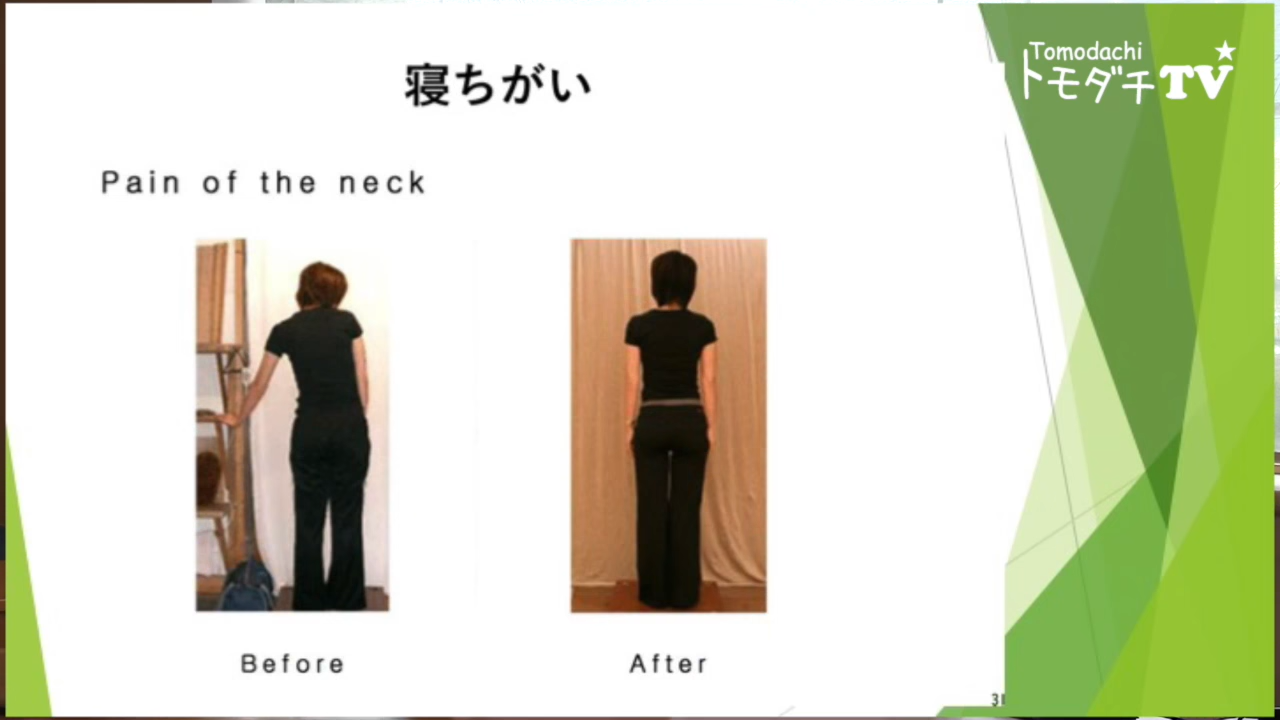 寝ちがい
Tomodachi
トモダチTV
Pain of the neck
Before
After
31